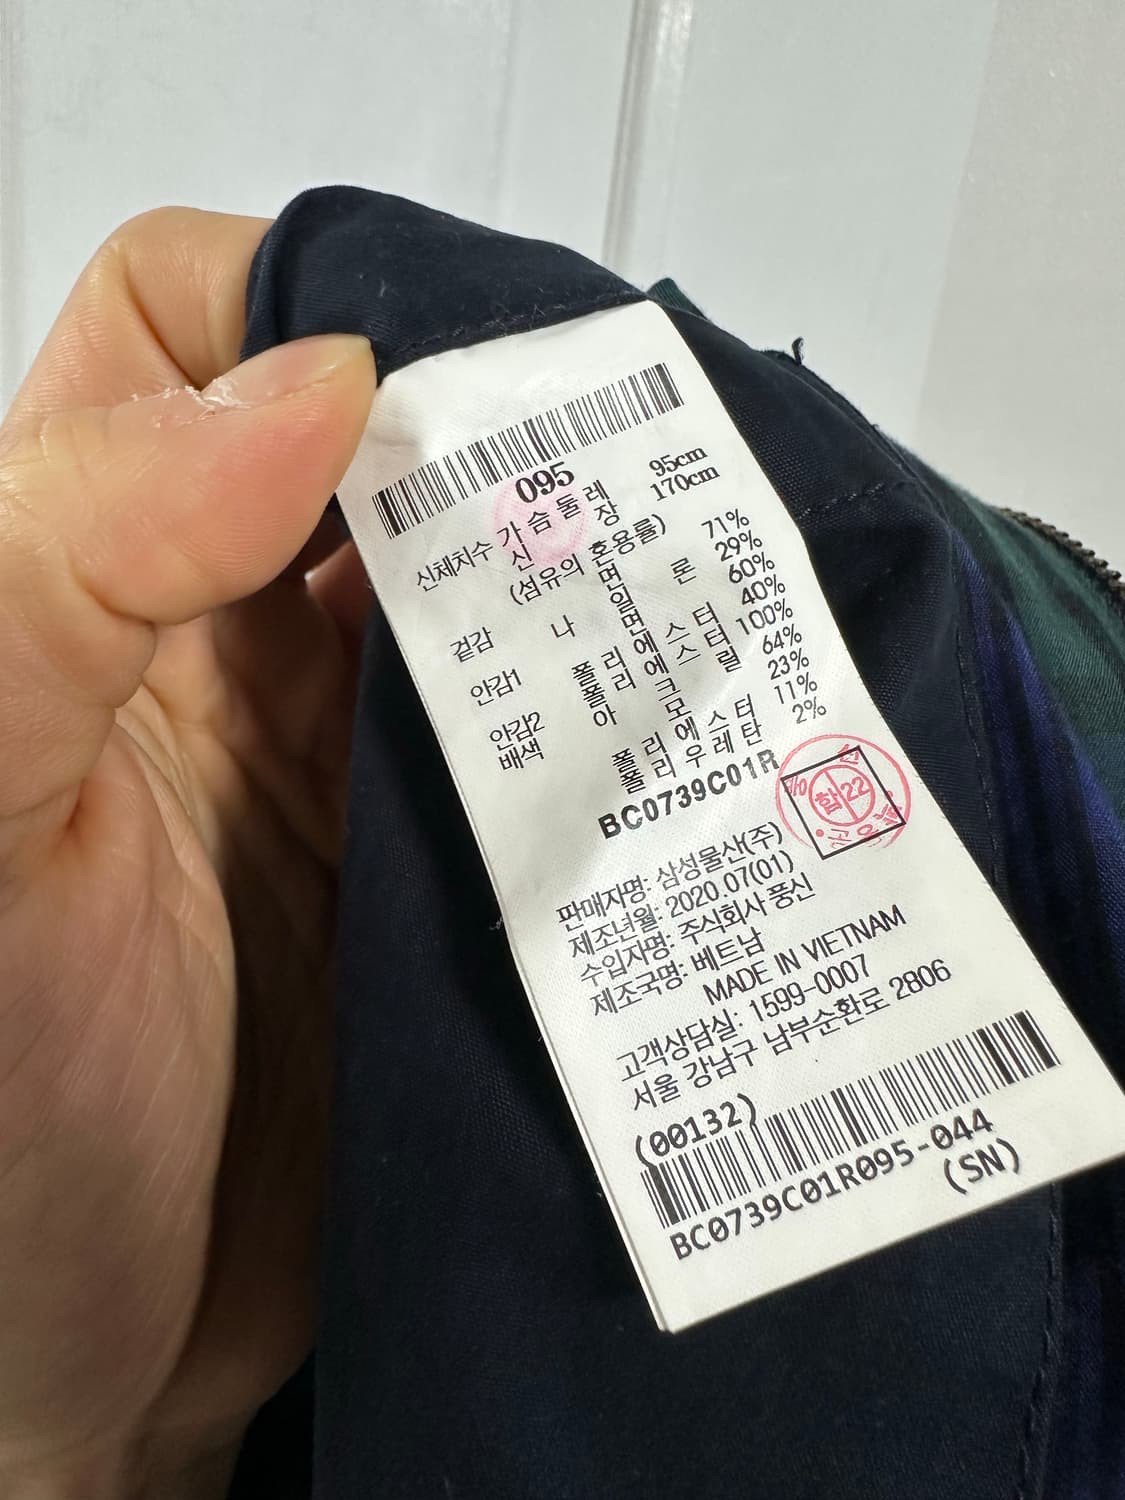 095
신체치수 가슴둘레 95cm
신장 170cm
(섬유의 혼용률)
겉감 면 71%
나일론 29%
안감1 면 60%
폴리에스터 40%
안감2 폴리에스터 100%
배색 아크릴 64%
모 23%
폴리에스터 11%
폴리우레탄 2%
BC0739C01R
합 22
판매자명: 삼성물산(주)
제조년월: 2020.07(01)
수입자명: 주식회사 풍신
제조국명: 베트남
MADE IN VIETNAM
고객상담실: 1599-0007
서울 강남구 남부순환로 2806
(00132)
BC0739C01R095-044
(SN)